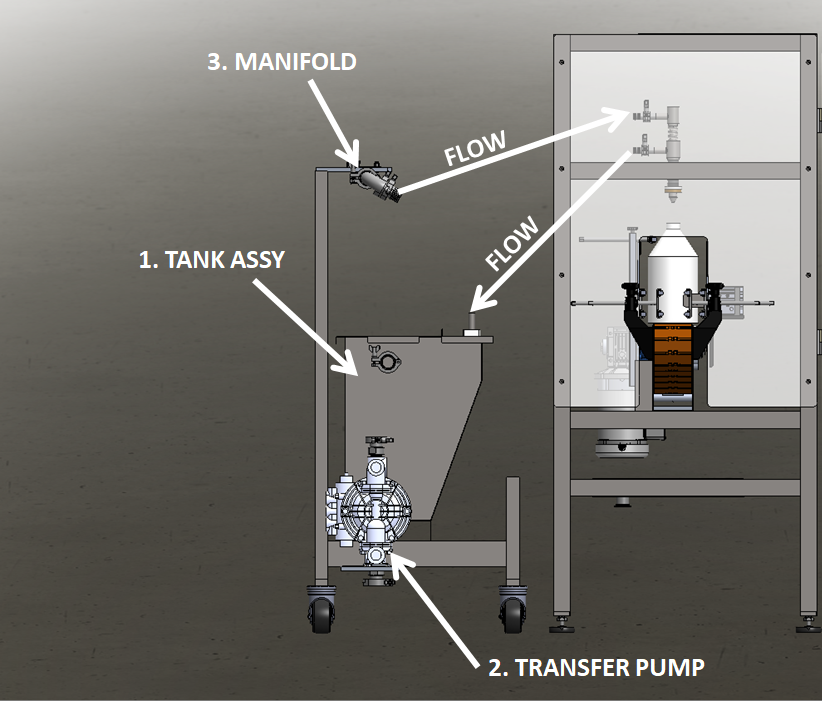 3. MANIFOLD
FLOW
FLOW
1. TANK ASSY
2. TRANSFER PUMP